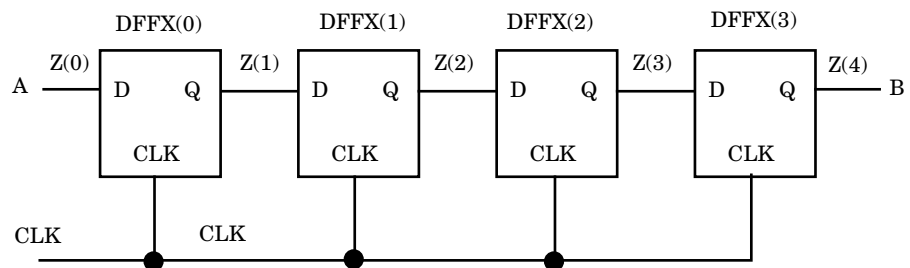 DFFX(0) DFFX(1) DFFX(2) DFFX(3)
Z(0) Z(1) Z(2) Z(3) Z(4)
A D Q D Q D Q D Q B
CLK CLK CLK CLK
CLK CLK